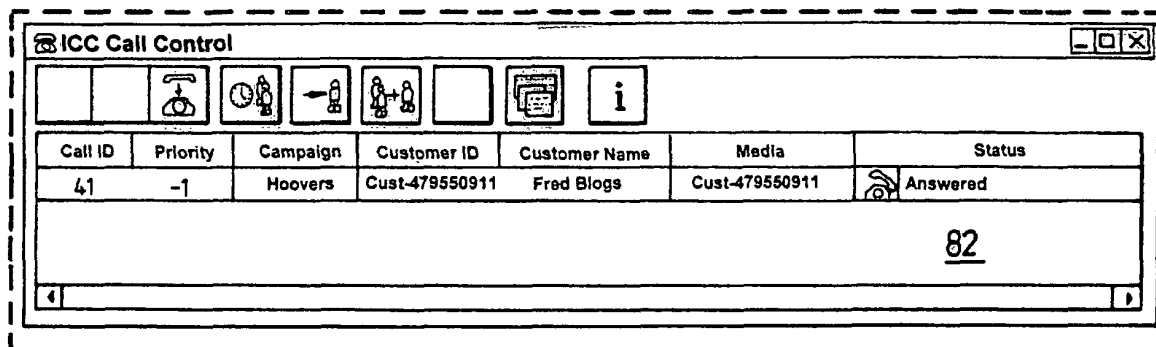 ICC Call Control
i
Call ID Priority Campaign Customer ID Customer Name Media Status
41 -1 Hoovers Cust-479550911 Fred Blogs Cust-479550911 Answered
82